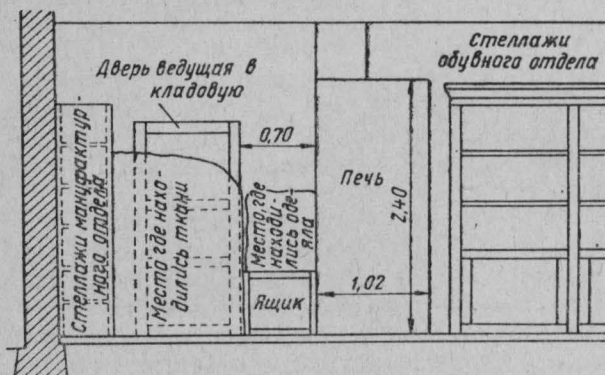 Стеллажи
обувного отдела
Дверь ведущая в
кладовую
0,70
Стеллажи мануфактур
ного отдела
Место где нахо-
дились ткани
Место, где
находи-
лись оде-
яла
Ящик
Печь
2,40
1,02